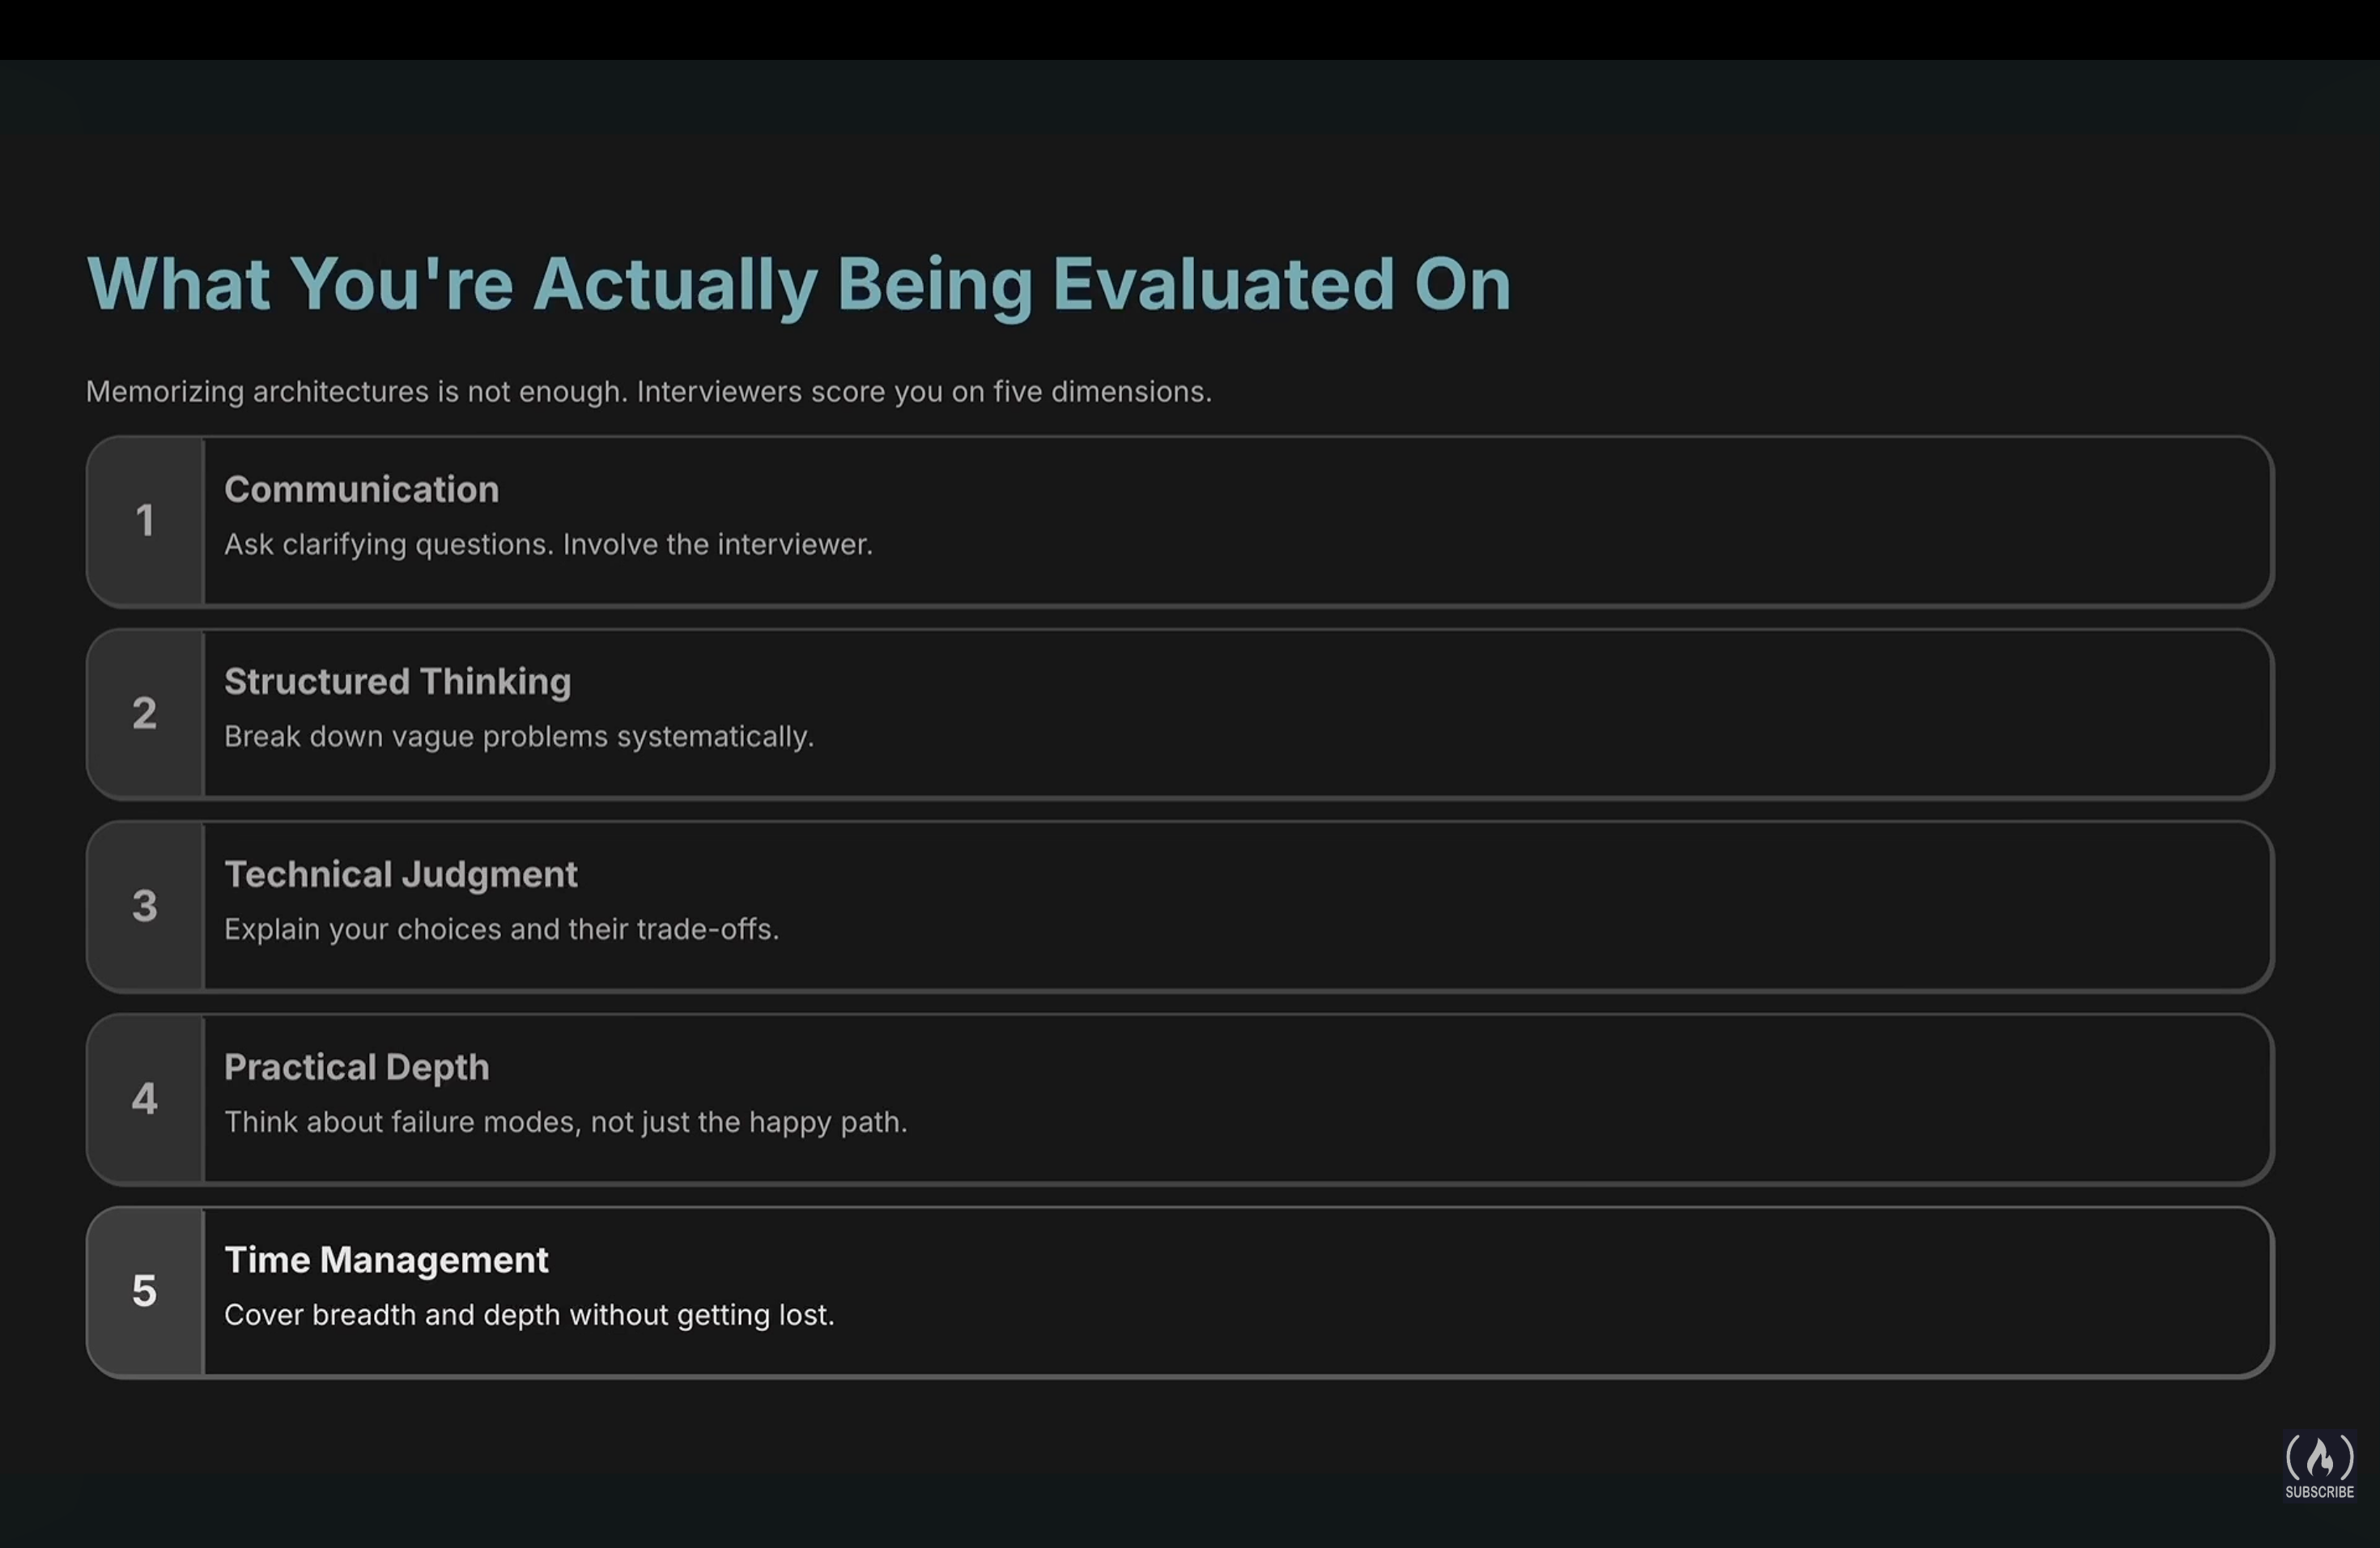 What You're Actually Being Evaluated On
Memorizing architectures is not enough. Interviewers score you on five dimensions.
1
Communication
Ask clarifying questions. Involve the interviewer.
2
Structured Thinking
Break down vague problems systematically.
3
Technical Judgment
Explain your choices and their trade-offs.
4
Practical Depth
Think about failure modes, not just the happy path.
5
Time Management
Cover breadth and depth without getting lost.
SUBSCRIBE